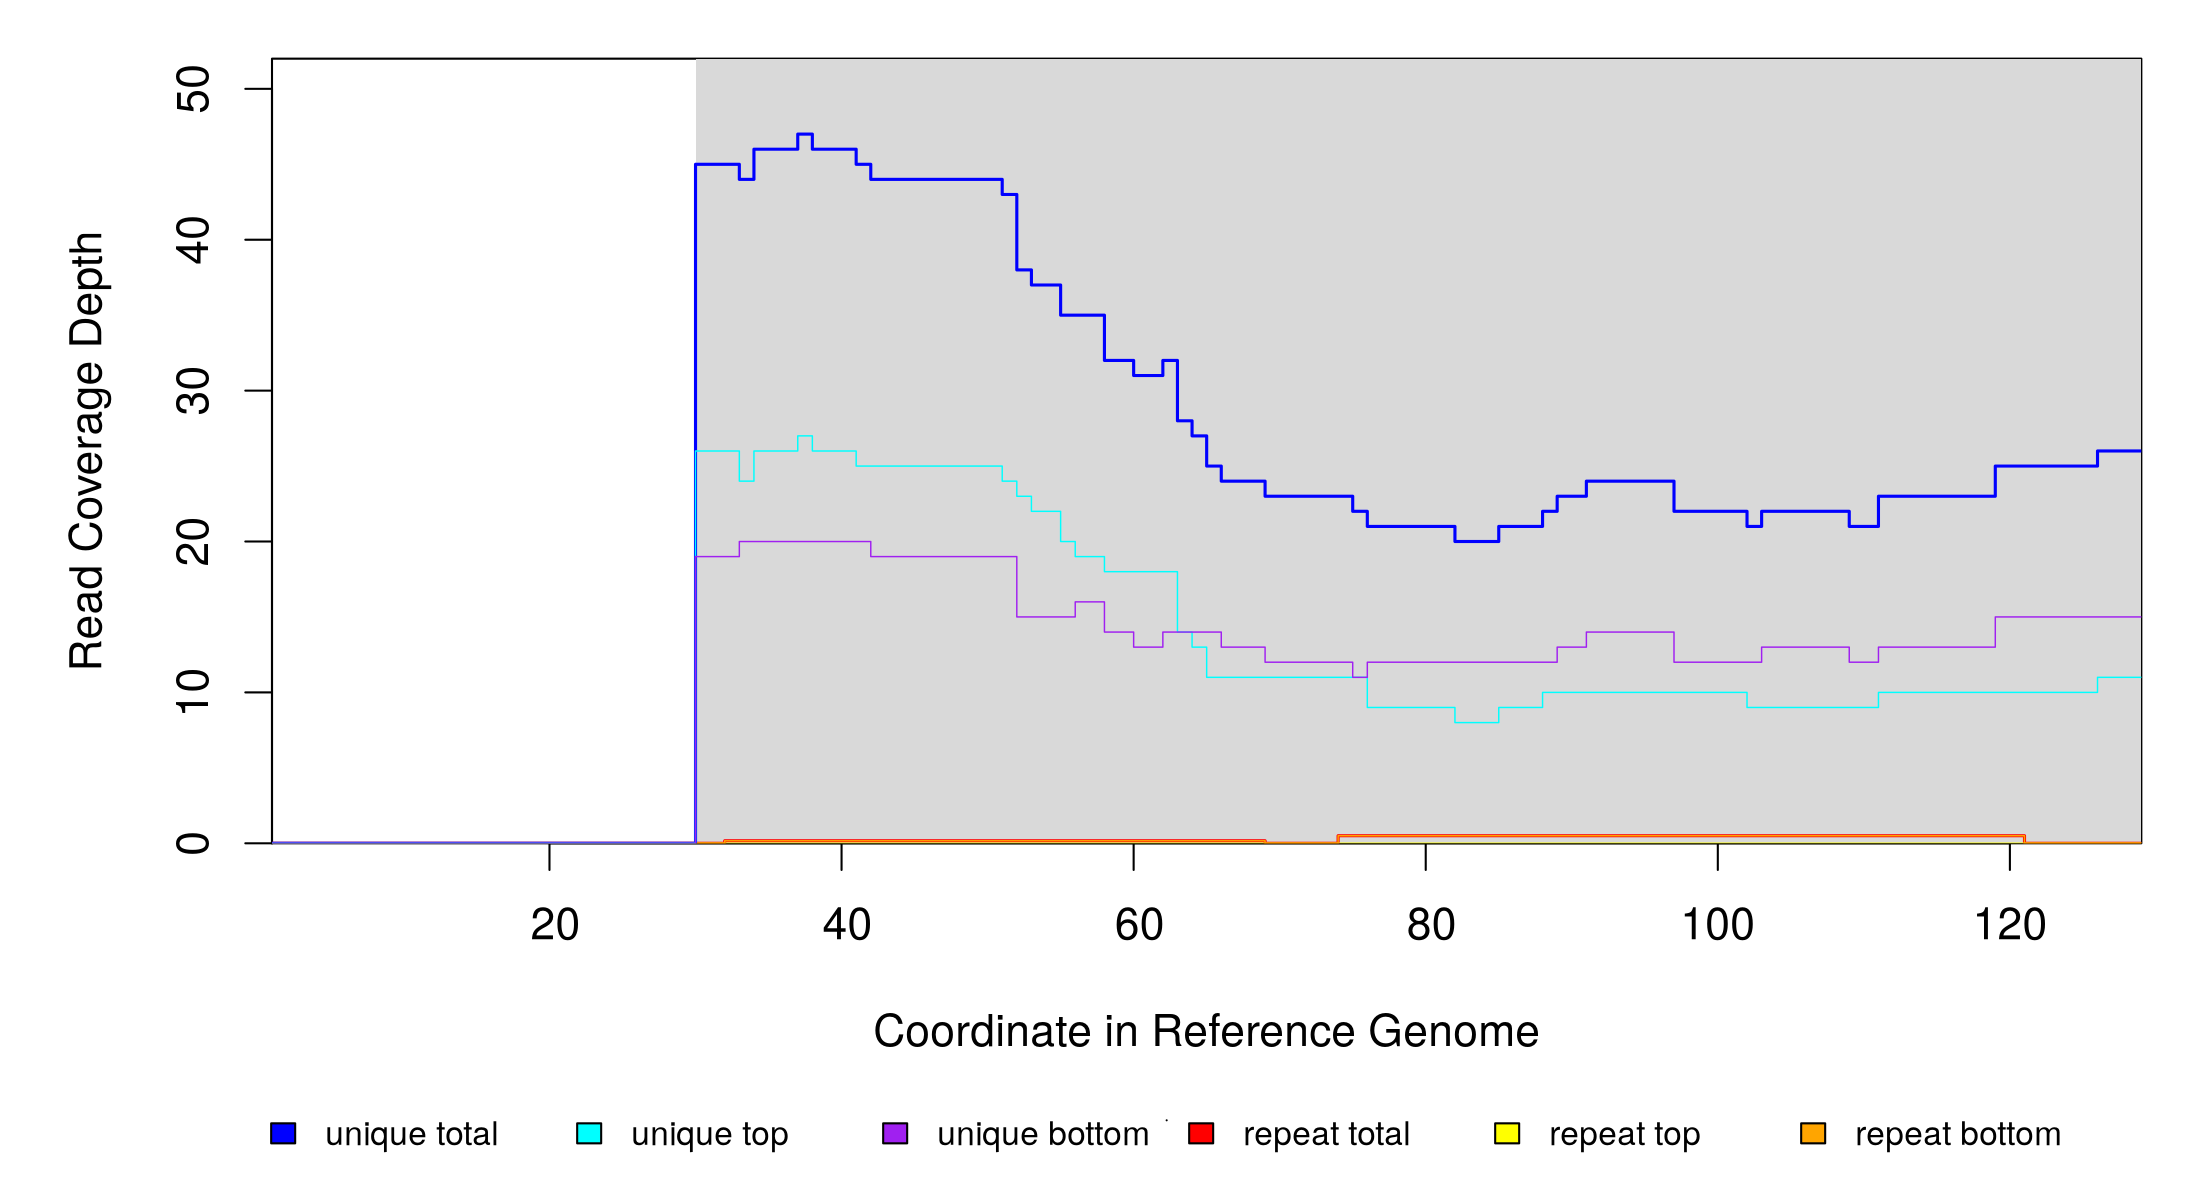 Read Coverage Depth
50
40
30
20
10
0
20 40 60 80 100 120
Coordinate in Reference Genome
unique total unique top unique bottom repeat total repeat top repeat bottom